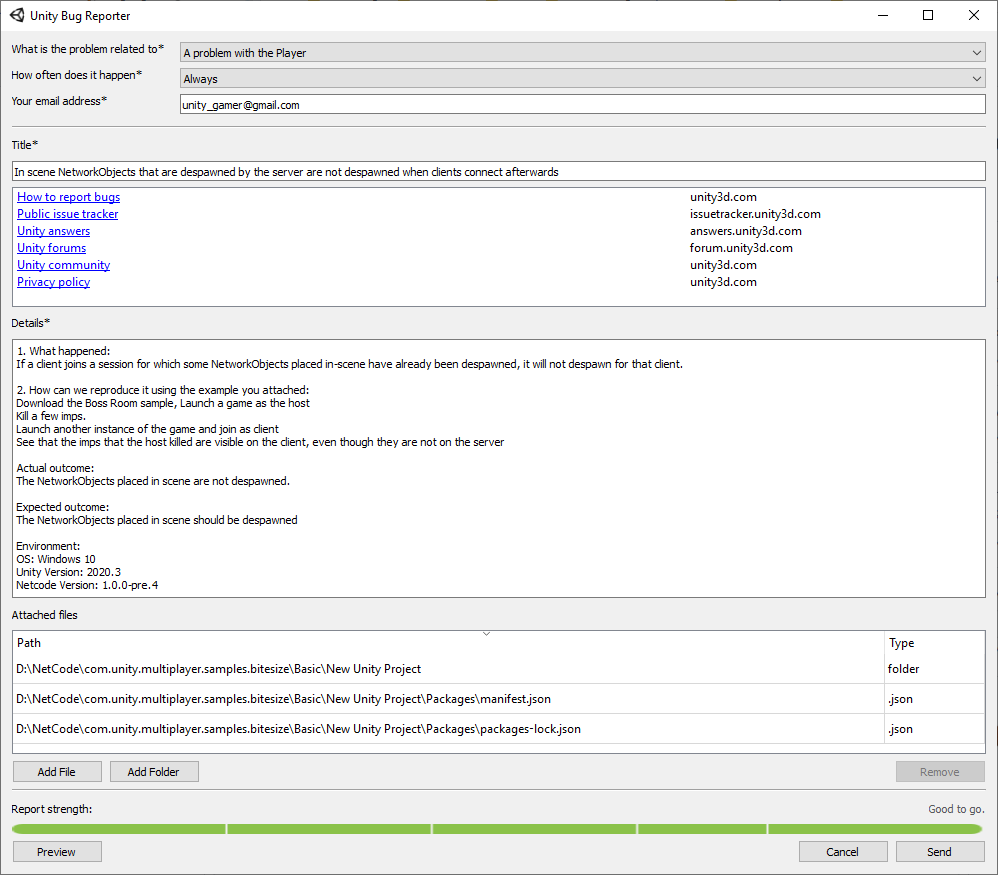 Unity Bug Reporter
What is the problem related to* A problem with the Player
How often does it happen* Always
Your email address* unity_gamer@gmail.com
Title*
In scene NetworkObjects that are despawned by the server are not despawned when clients connect afterwards
How to report bugs unity3d.com
Public issue tracker issuetracker.unity3d.com
Unity answers answers.unity3d.com
Unity forums forum.unity3d.com
Unity community unity3d.com
Privacy policy unity3d.com
Details*
1. What happened:
If a client joins a session for which some NetworkObjects placed in-scene have already been despawned, it will not despawn for that client.
2. How can we reproduce it using the example you attached:
Download the Boss Room sample, Launch a game as the host
Kill a few imps.
Launch another instance of the game and join as client
See that the imps that the host killed are visible on the client, even though they are not on the server
Actual outcome:
The NetworkObjects placed in scene are not despawned.
Expected outcome:
The NetworkObjects placed in scene should be despawned
Environment:
OS: Windows 10
Unity Version: 2020.3
Netcode Version: 1.0.0-pre.4
Attached files
Path Type
D:\NetCode\com.unity.multiplayer.samples.bitesize\Basic\New Unity Project folder
D:\NetCode\com.unity.multiplayer.samples.bitesize\Basic\New Unity Project\Packages\manifest.json .json
D:\NetCode\com.unity.multiplayer.samples.bitesize\Basic\New Unity Project\Packages\packages-lock.json .json
Add File Add Folder Remove
Report strength: Good to go.
Preview Cancel Send